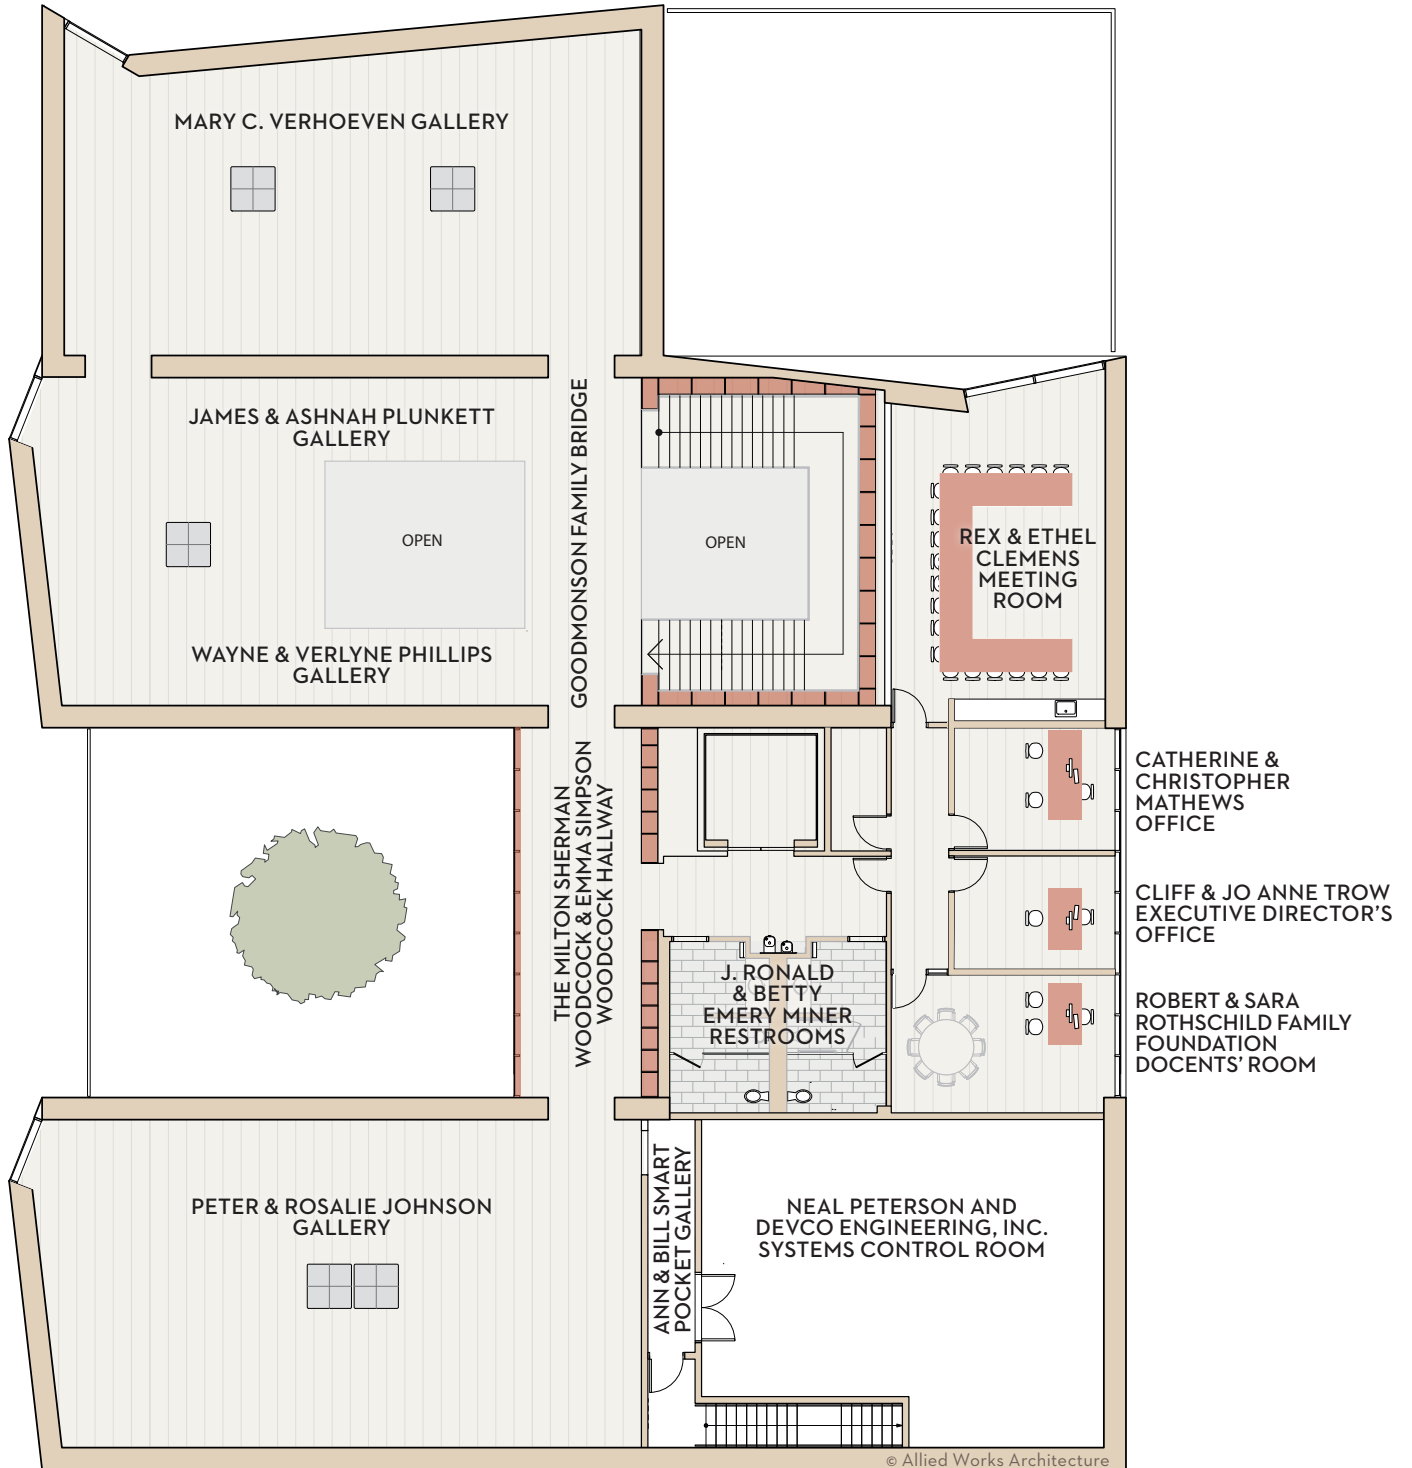 MARY C. VERHOEVEN GALLERY
JAMES & ASHNAH PLUNKETT
GALLERY
OPEN
WAYNE & VERLYNE PHILLIPS
GALLERY
GOODMONSON FAMILY BRIDGE
OPEN
REX & ETHEL
CLEMENS
MEETING
ROOM
THE MILTON SHERMAN
WOODCOCK & EMMA SIMPSON
WOODCOCK HALLWAY
CATHERINE &
CHRISTOPHER
MATHEWS
OFFICE
CLIFF & JO ANNE TROW
EXECUTIVE DIRECTOR'S
OFFICE
J. RONALD
& BETTY
EMERY MINER
RESTROOMS
ROBERT & SARA
ROTHSCHILD FAMILY
FOUNDATION
DOCENTS' ROOM
PETER & ROSALIE JOHNSON
GALLERY
ANN & BILL SMART
POCKET GALLERY
NEAL PETERSON AND
DEVCO ENGINEERING, INC.
SYSTEMS CONTROL ROOM
© Allied Works Architecture